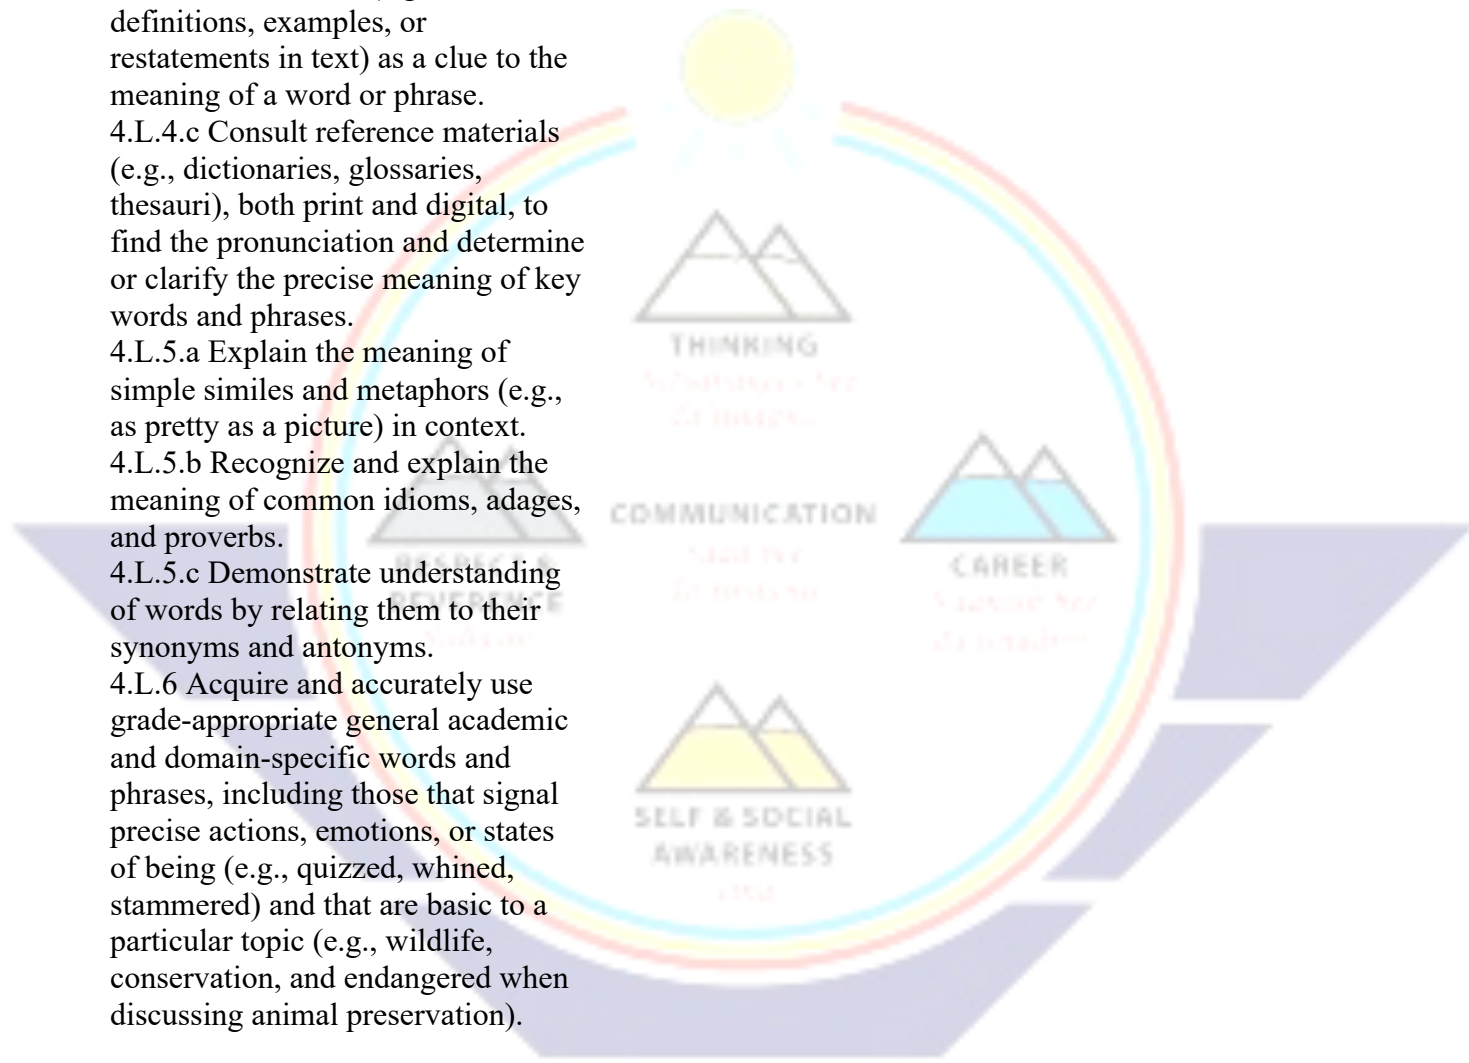 definitions, examples, or
restatements in text) as a clue to the
meaning of a word or phrase.
4.L.4.c Consult reference materials
(e.g., dictionaries, glossaries,
thesauri), both print and digital, to
find the pronunciation and determine
or clarify the precise meaning of key
words and phrases.
4.L.5.a Explain the meaning of
simple similes and metaphors (e.g.,
as pretty as a picture) in context.
4.L.5.b Recognize and explain the
meaning of common idioms, adages,
and proverbs.
4.L.5.c Demonstrate understanding
of words by relating them to their
synonyms and antonyms.
4.L.6 Acquire and accurately use
grade-appropriate general academic
and domain-specific words and
phrases, including those that signal
precise actions, emotions, or states
of being (e.g., quizzed, whined,
stammered) and that are basic to a
particular topic (e.g., wildlife,
conservation, and endangered when
discussing animal preservation).
THINKING
COMMUNICATION
RESPECT &
REVERENCE
CAREER
SELF & SOCIAL
AWARENESS